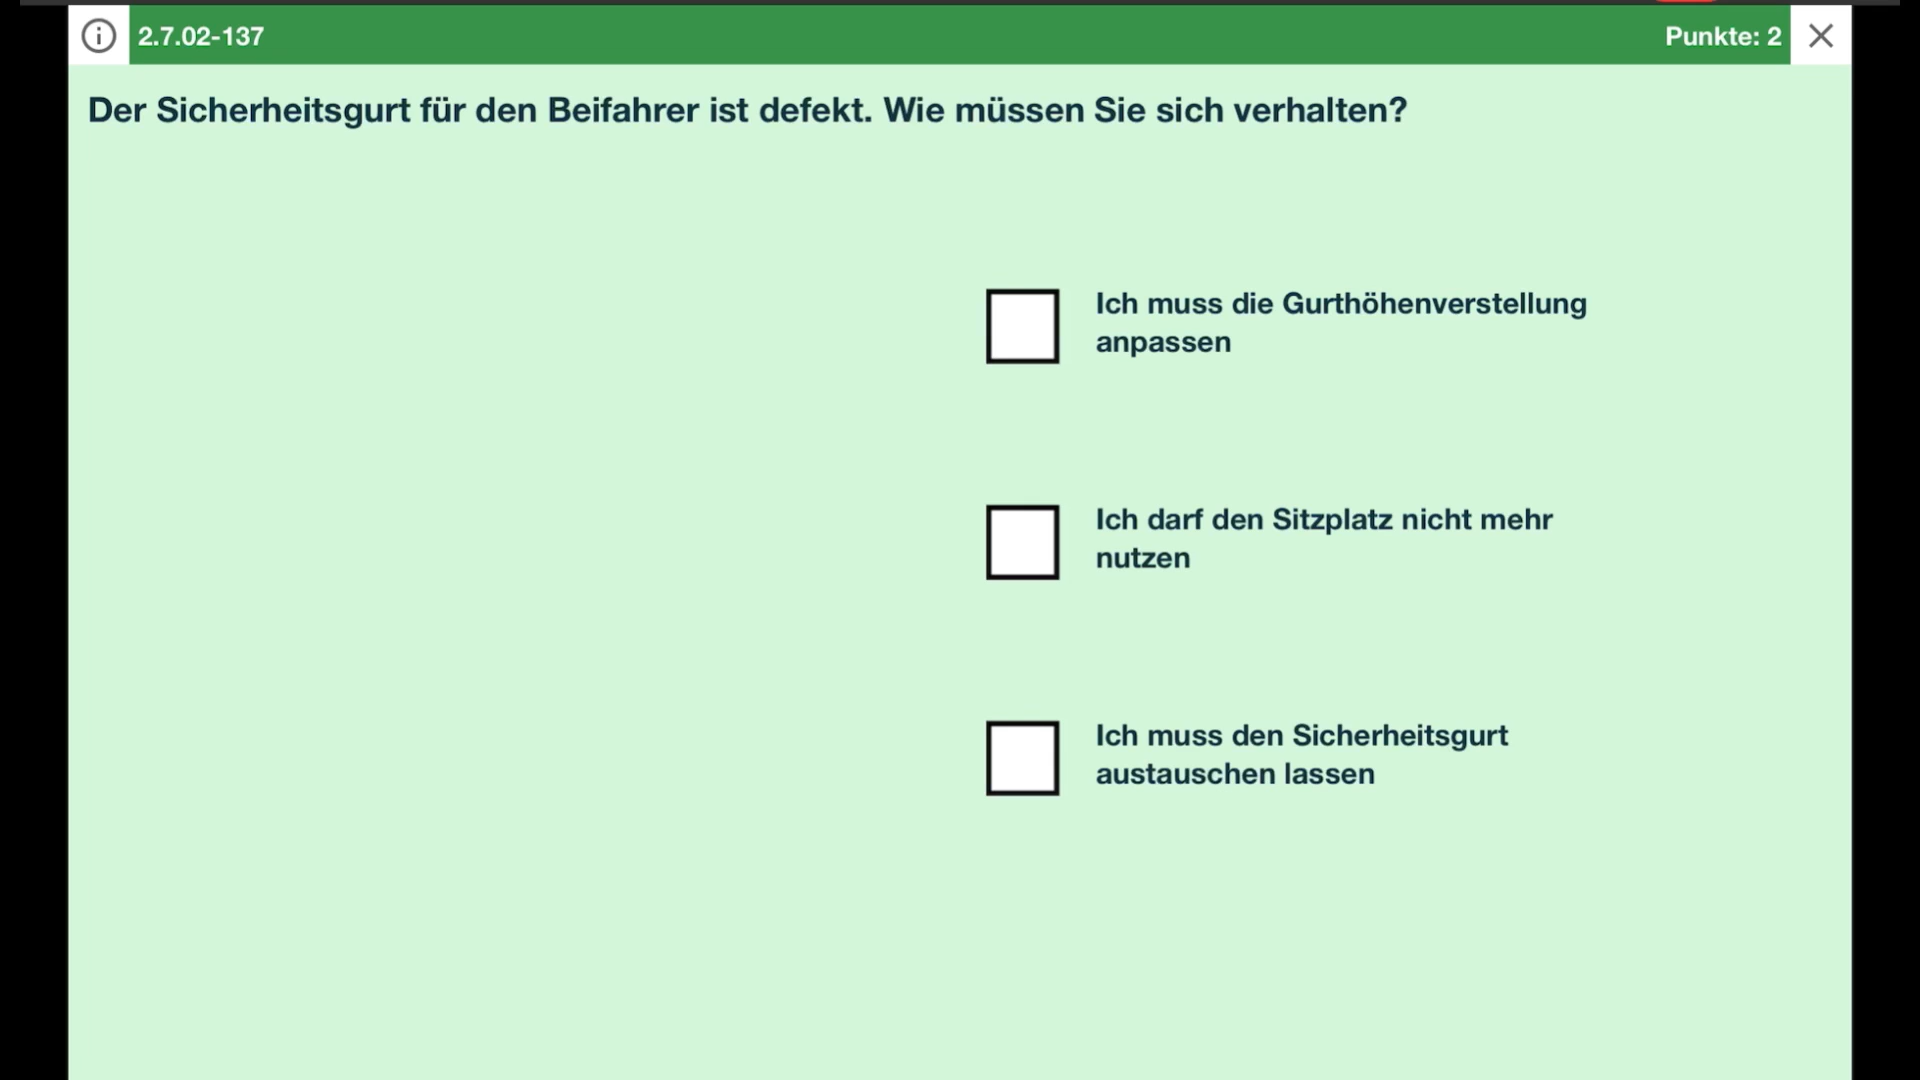 2.7.02-137
Punkte: 2
Der Sicherheitsgurt für den Beifahrer ist defekt. Wie müssen Sie sich verhalten?
Ich muss die Gurthöhenverstellung
anpassen
Ich darf den Sitzplatz nicht mehr
nutzen
Ich muss den Sicherheitsgurt
austauschen lassen